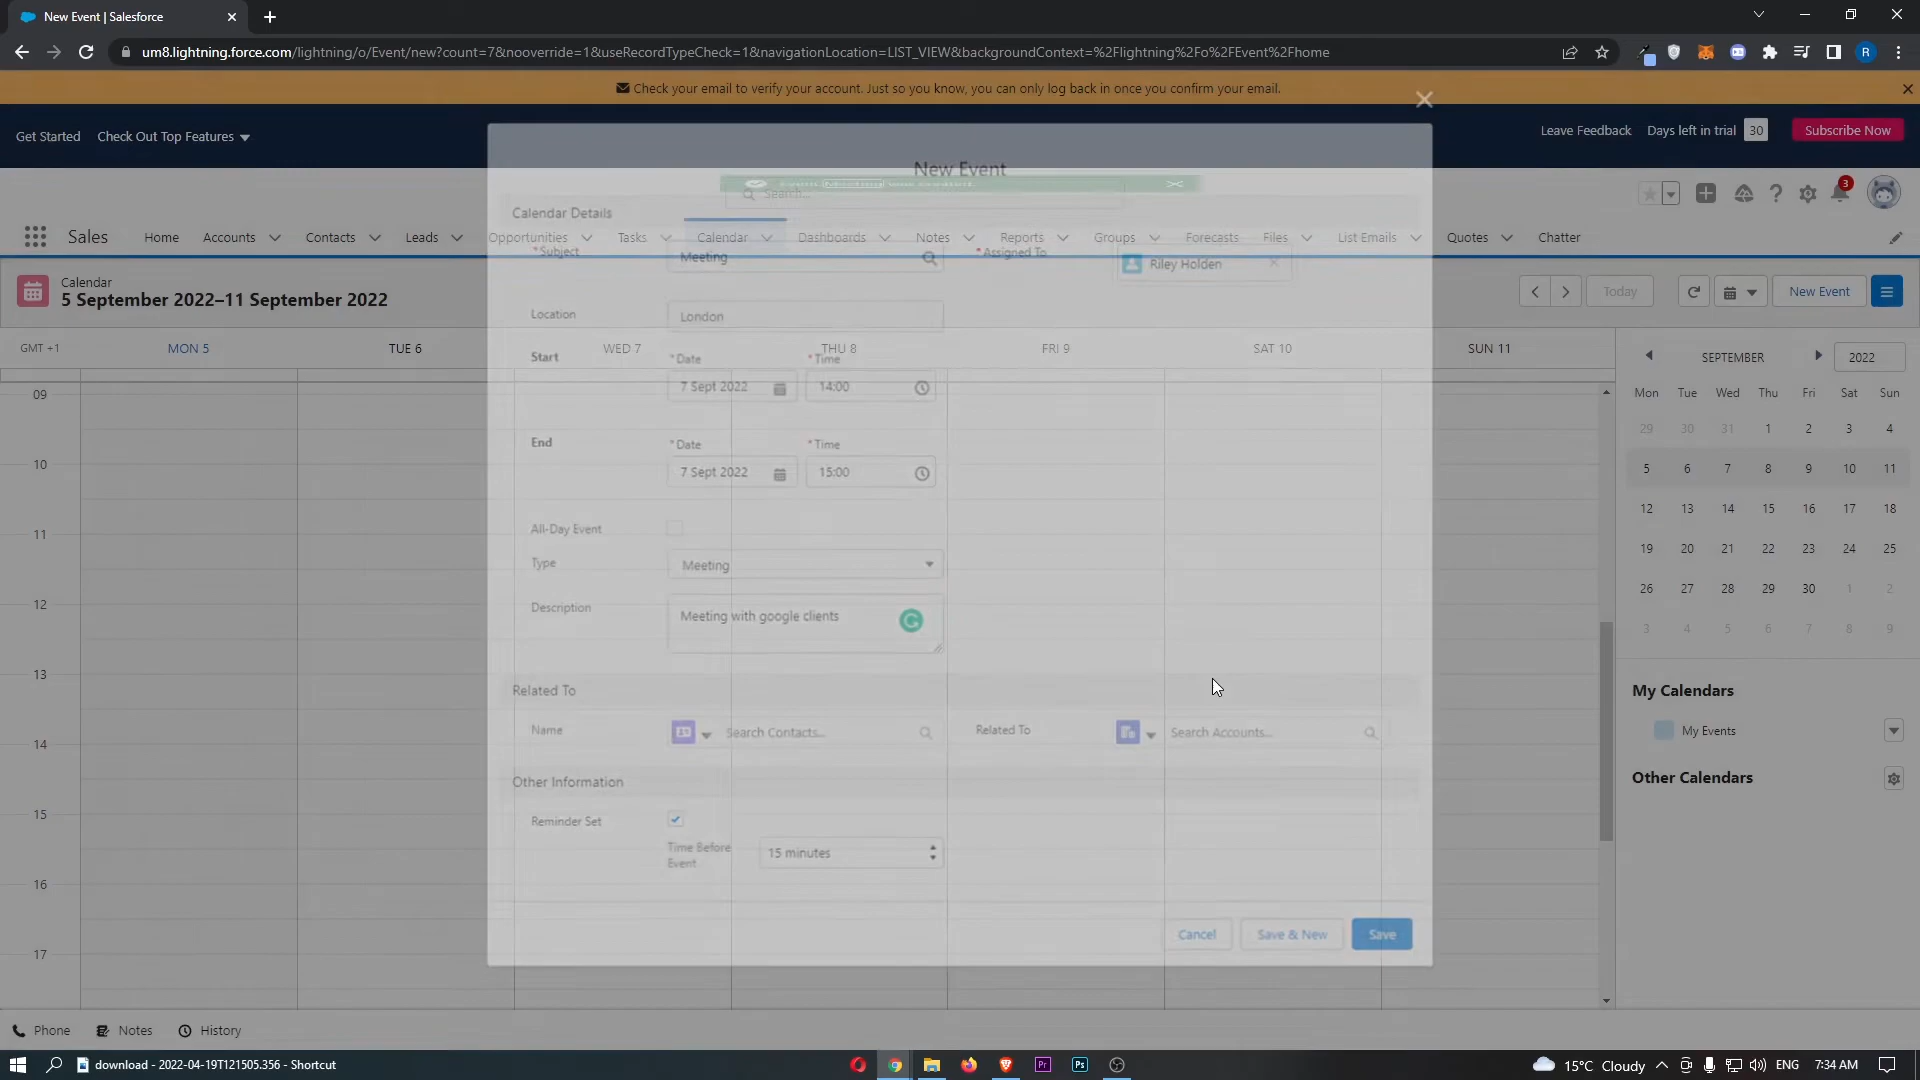 New Event | Salesforce
um8.lightning.force.com/lightning/o/Event/new?count=7&nooverride=1&useRecordTypeCheck=1&navigationLocation=LIST_VIEW&backgroundContext=%2Flightning%2Fo%2FEvent%2Fhome
R
Check your email to verify your account. Just so you know, you can only log back in once you confirm your email.
Get Started Check Out Top Features
Leave Feedback Days left in trial 30 Subscribe Now
New Event
Event Meeting was created.
Search...
3
Calendar Details
Sales Home Accounts Contacts Leads Opportunities Tasks Calendar Dashboards Notes Reports Groups Forecasts Files List Emails Quotes Chatter
*Subject Meeting *Assigned To Riley Holden
Calendar
5 September 2022–11 September 2022
Today New Event
Location London
GMT +1 MON 5 TUE 6 WED 7 THU 8 FRI 9 SAT 10 SUN 11
Start *Date *Time
7 Sept 2022 14:00
End *Date *Time
7 Sept 2022 15:00
All-Day Event
Type Meeting
Description Meeting with google clients
Related To
Name Search Contacts... Related To Search Accounts...
Other Information
Reminder Set
Time Before
Event
15 minutes
Cancel Save & New Save
09
10
11
12
13
14
15
16
17
SEPTEMBER 2022
Mon Tue Wed Thu Fri Sat Sun
29 30 31 1 2 3 4
5 6 7 8 9 10 11
12 13 14 15 16 17 18
19 20 21 22 23 24 25
26 27 28 29 30 1 2
3 4 5 6 7 8 9
My Calendars
My Events
Other Calendars
Phone Notes History
download - 2022-04-19T121505.356 - Shortcut
Pr Ps
15°C Cloudy ENG 7:34 AM